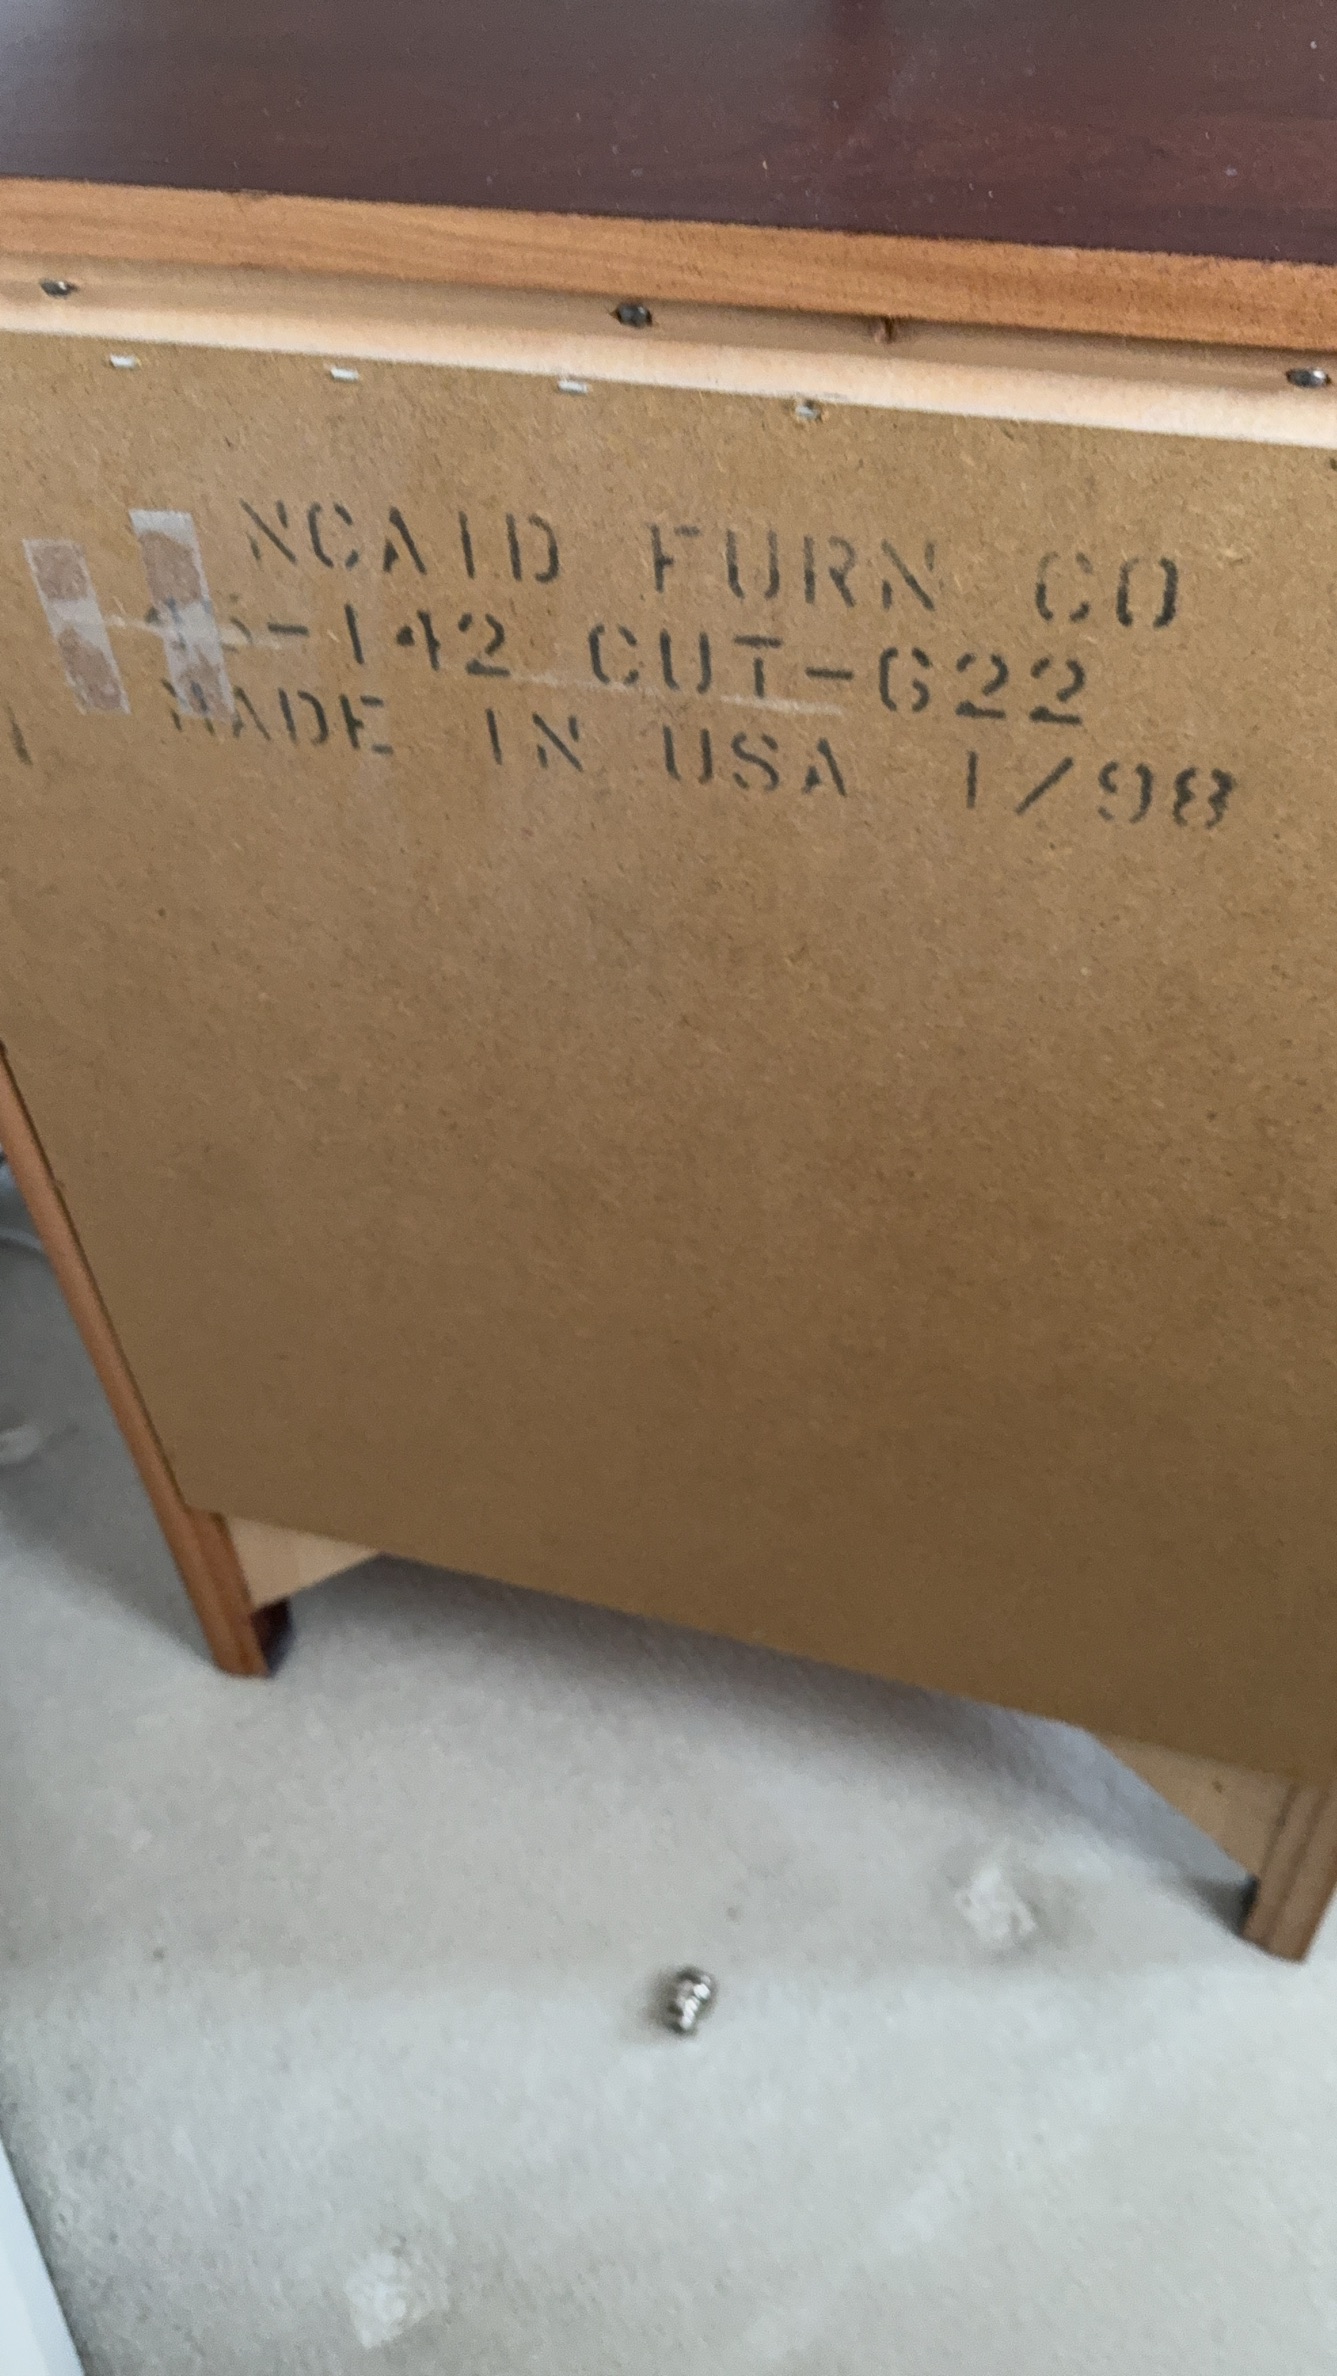 NCAID FURN CO
-142 CUT-G22
MADE IN USA 1/98